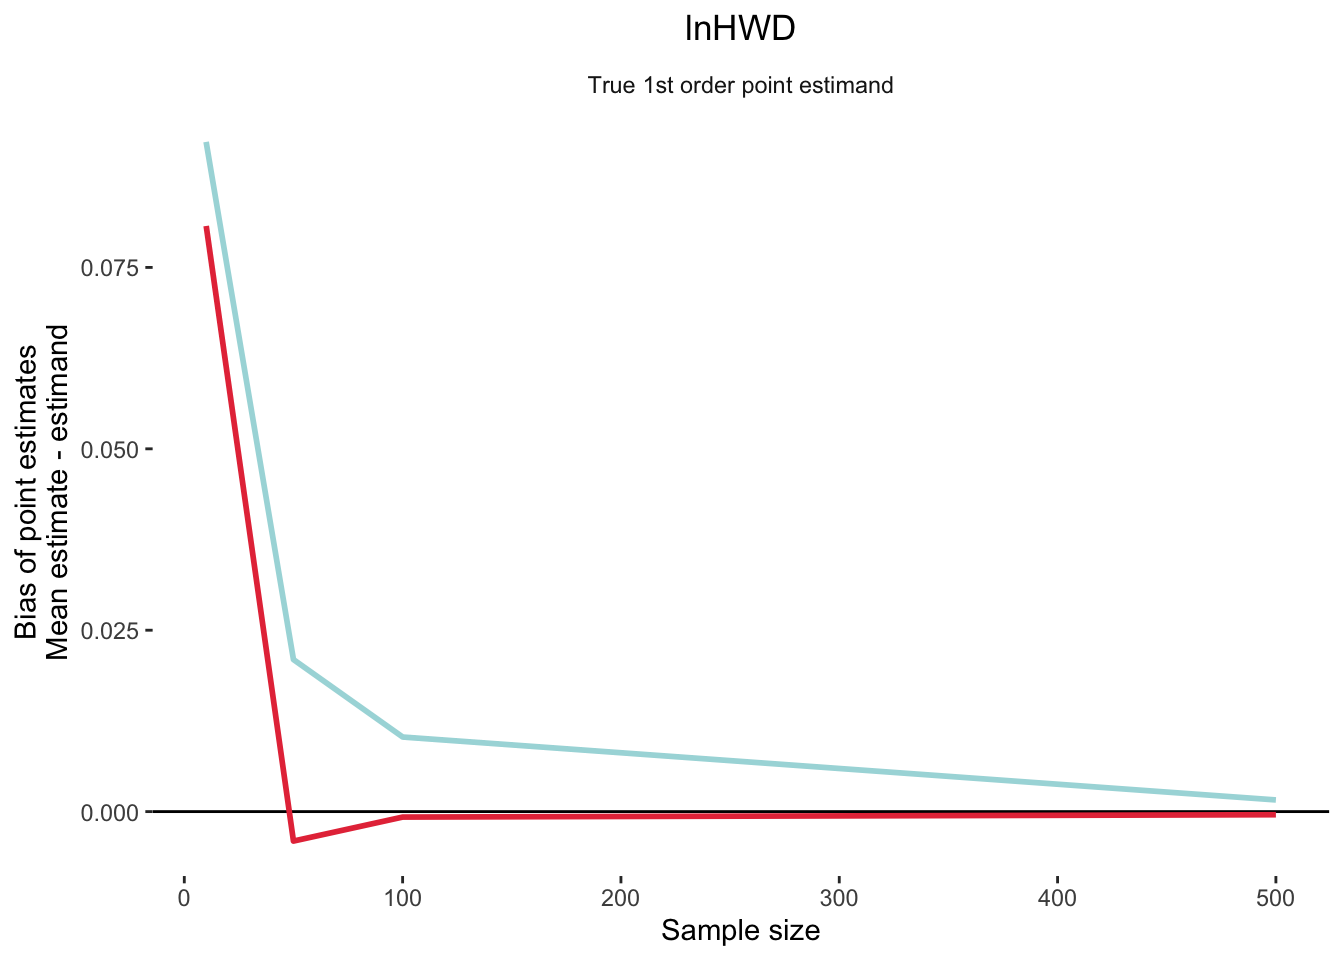 lnHWD
True 1st order point estimand
Bias of point estimates
Mean estimate - estimand
0.075
0.050
0.025
0.000
0 100 200 300 400 500
Sample size